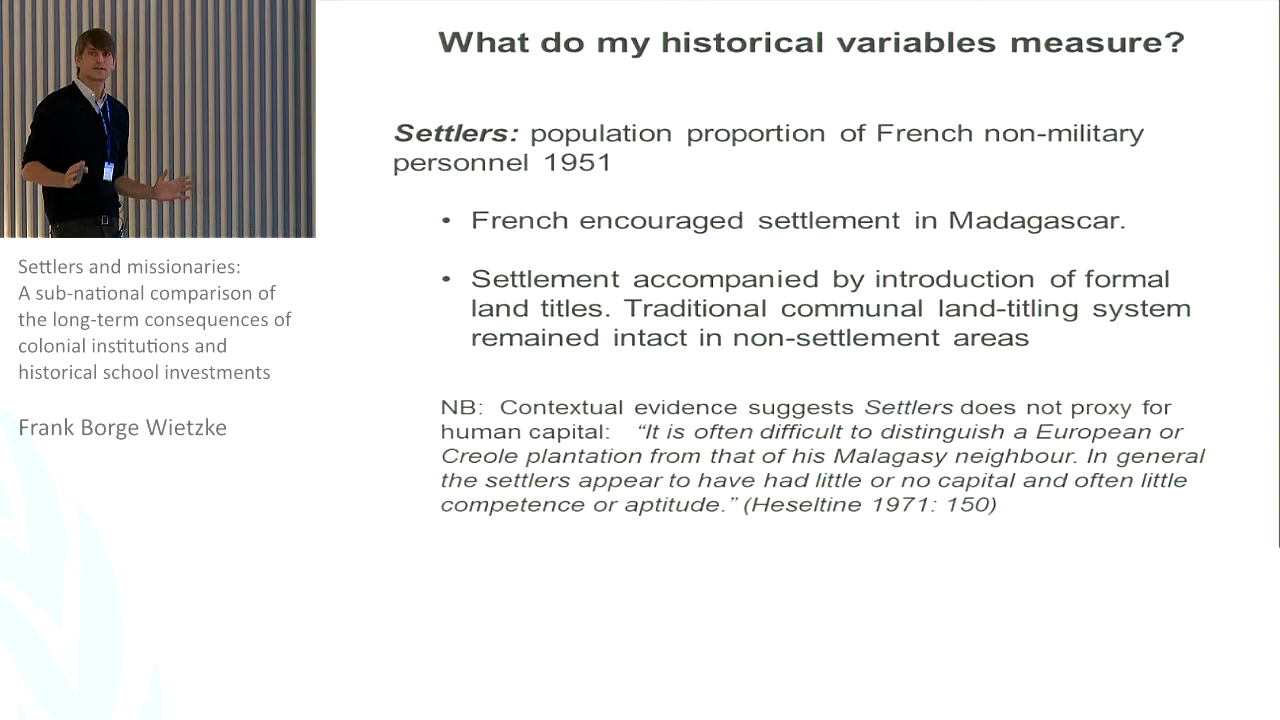 What do my historical variables measure?
Settlers: population proportion of French non-military
personnel 1951
• French encouraged settlement in Madagascar.
• Settlement accompanied by introduction of formal
land titles. Traditional communal land-titling system
remained intact in non-settlement areas
NB: Contextual evidence suggests Settlers does not proxy for
human capital: “It is often difficult to distinguish a European or
Creole plantation from that of his Malagasy neighbour. In general
the settlers appear to have had little or no capital and often little
competence or aptitude.” (Heseltine 1971: 150)
Settlers and missionaries:
A sub-national comparison of
the long-term consequences of
colonial institutions and
historical school investments
Frank Borge Wietzke